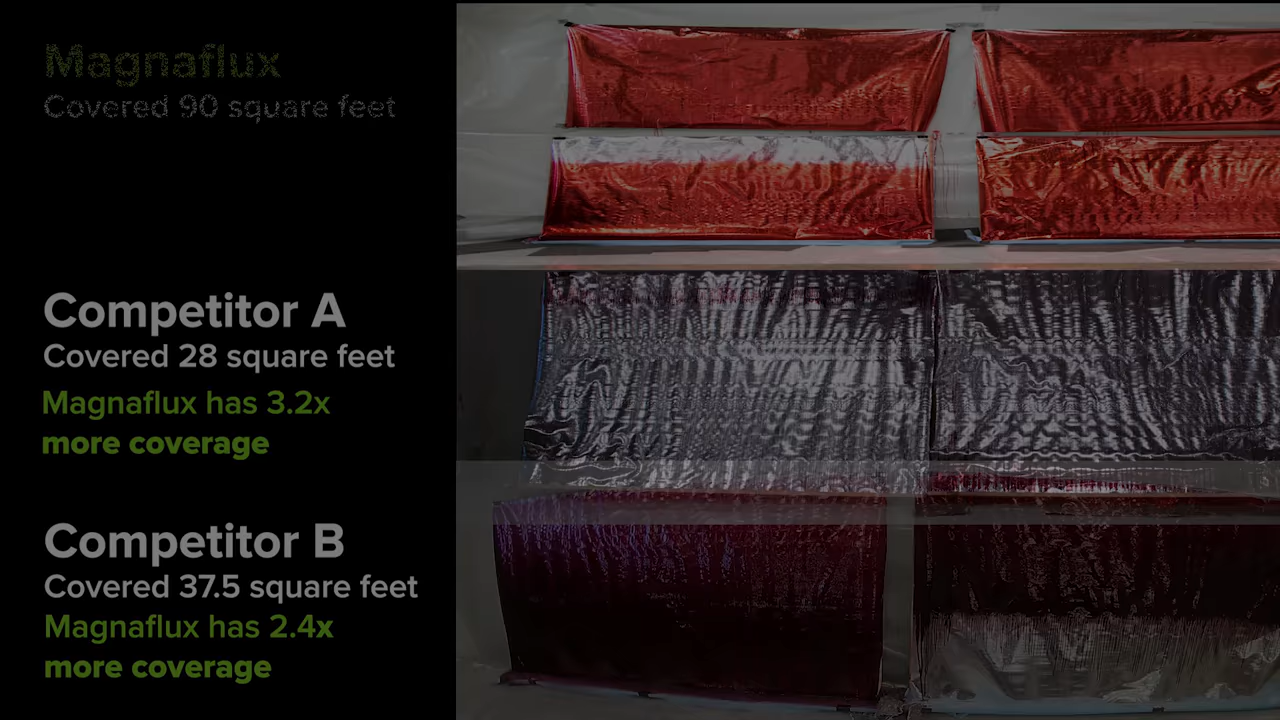 Magnaflux
Covered 90 square feet
Competitor A
Covered 28 square feet
Magnaflux has 3.2x
more coverage
Competitor B
Covered 37.5 square feet
Magnaflux has 2.4x
more coverage